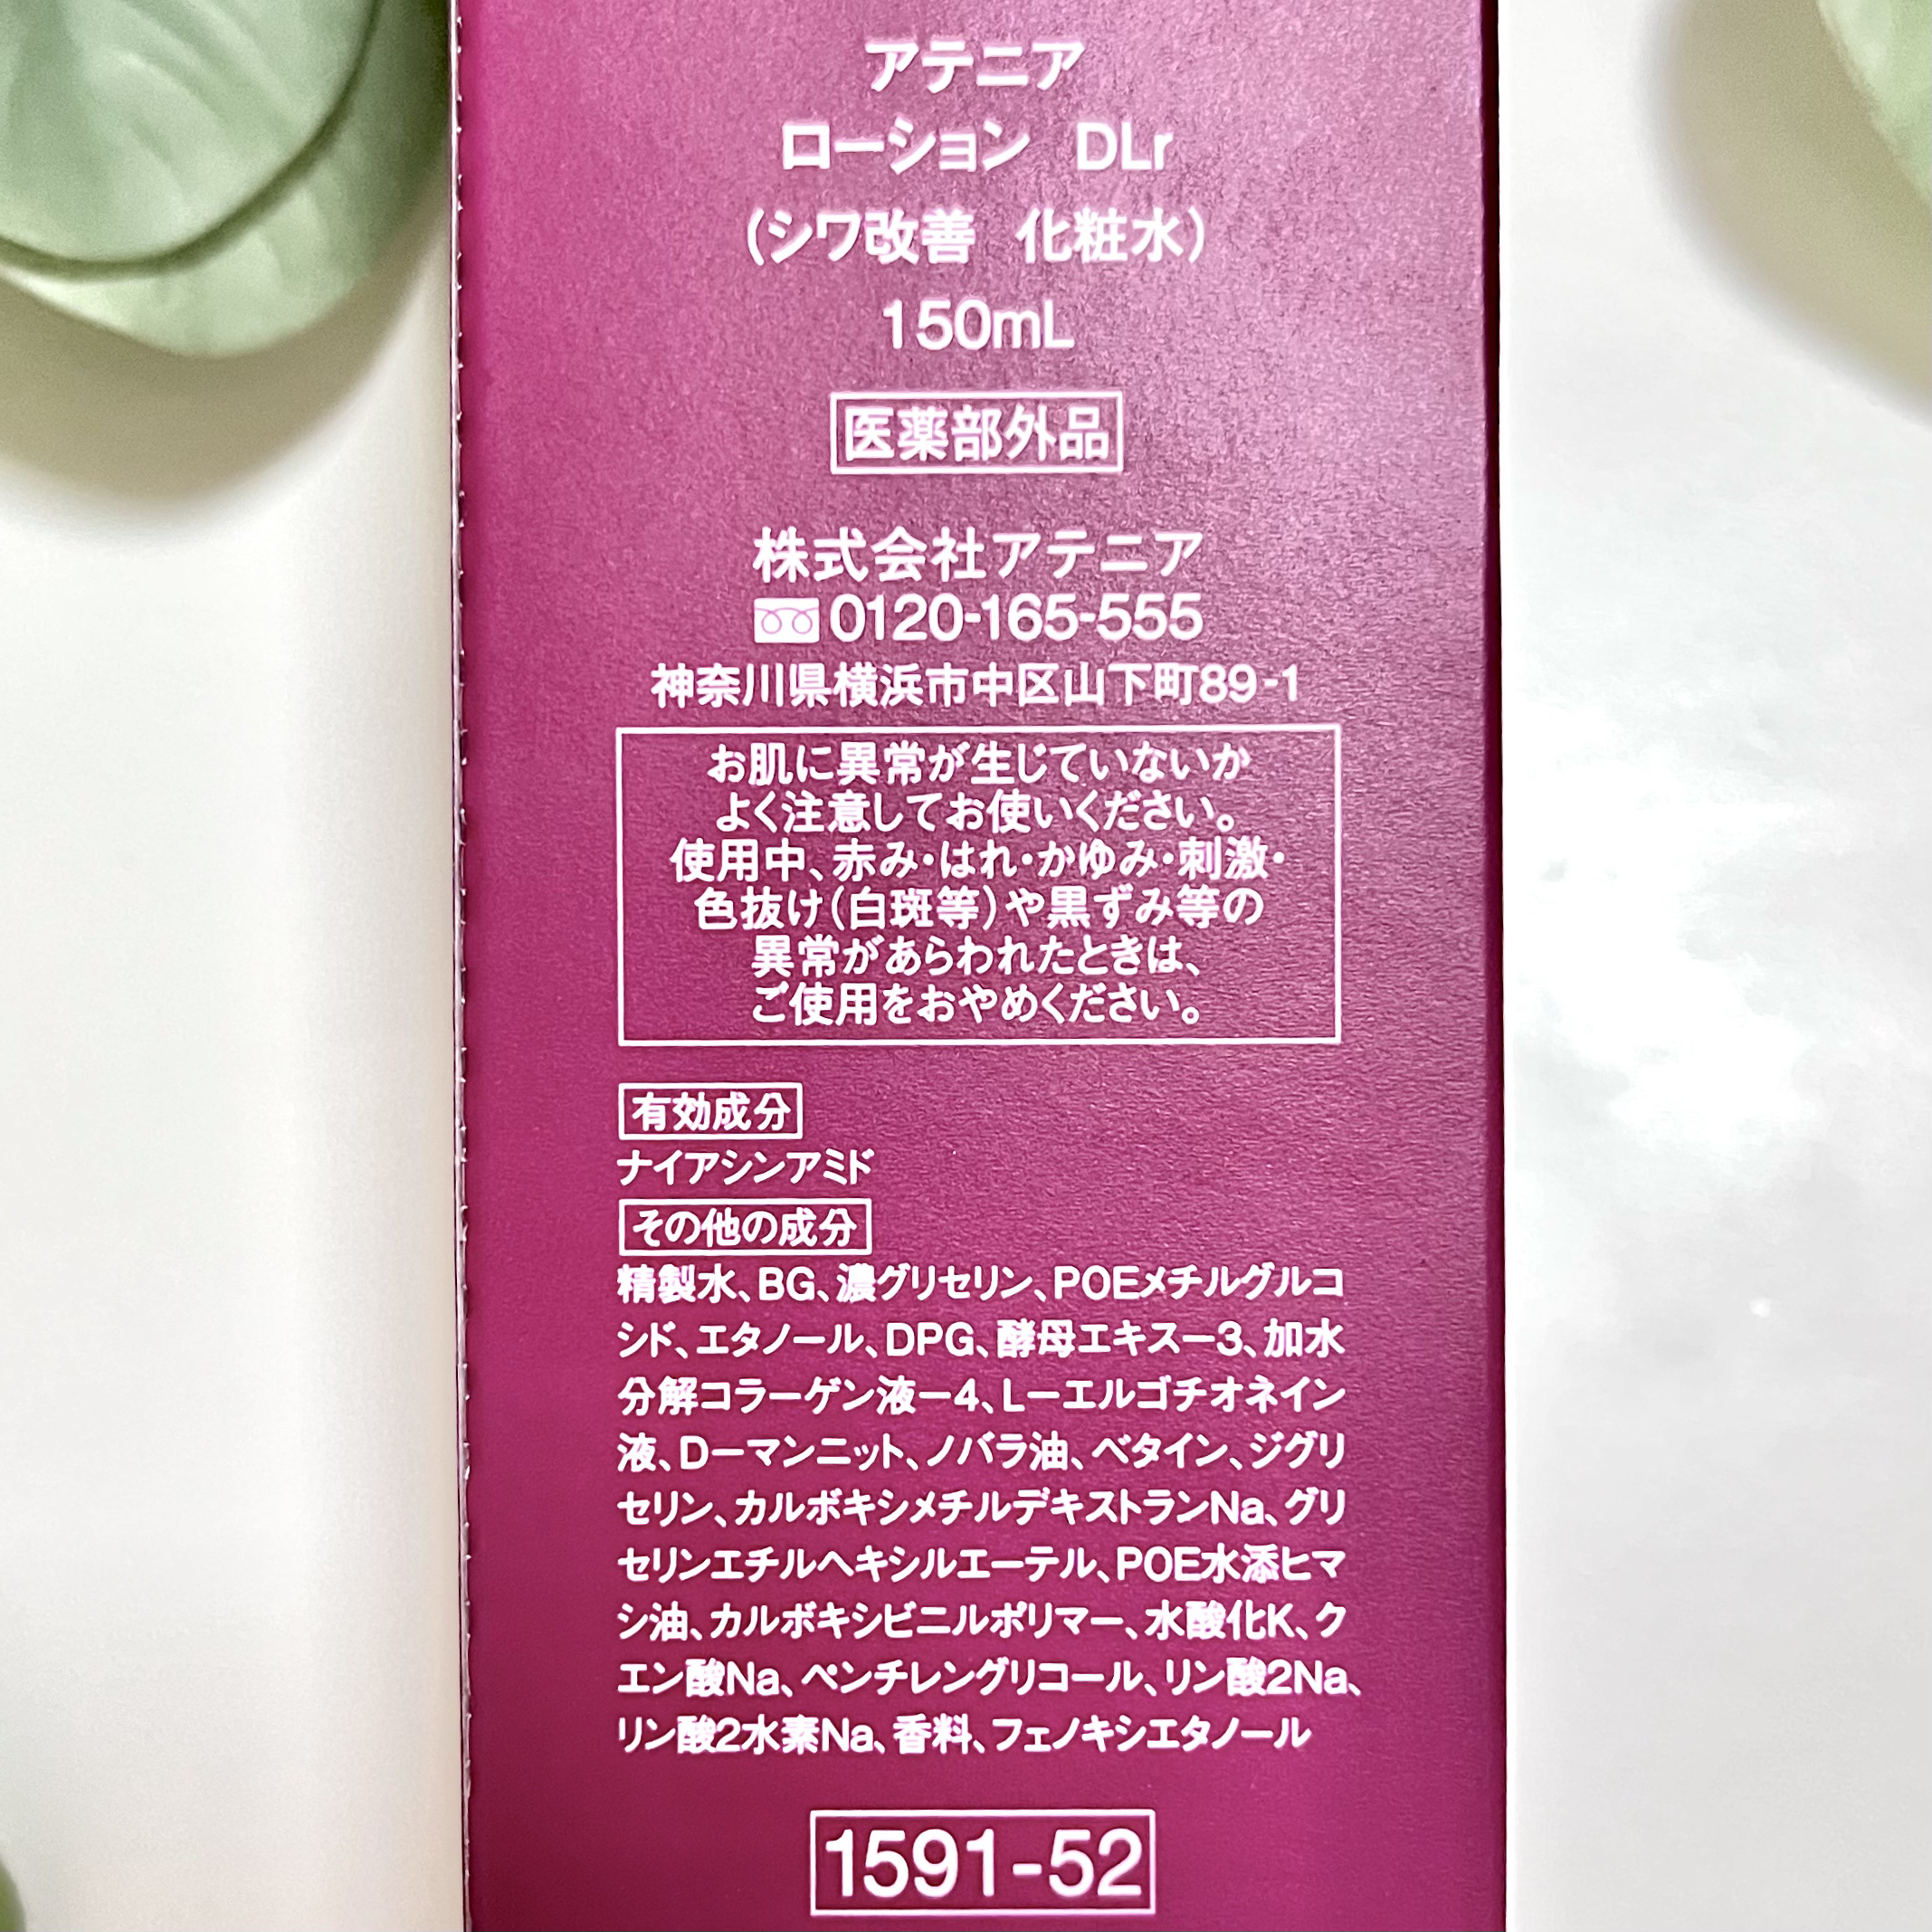 アテニア
ローション DLr
(シワ改善 化粧水)
150mL
医薬部外品
株式会社アテニア
0120-165-555
神奈川県横浜市中区山下町89-1
お肌に異常が生じていないか
よく注意してお使いください。
使用中、赤み・はれ・かゆみ・刺激・
色抜け(白斑等)や黒ずみ等の
異常があらわれたときは、
ご使用をおやめください。
有効成分
ナイアシンアミド
その他の成分
精製水、BG、濃グリセリン、POEメチルグルコ
シド、エタノール、DPG、酵母エキス－3、加水
分解コラーゲン液－4、L－エルゴチオネイン
液、D－マンニット、ノバラ油、ベタイン、ジグリ
セリン、カルボキシメチルデキストランNa、グリ
セリンエチルヘキシルエーテル、POE水添ヒマ
シ油、カルボキシビニルポリマー、水酸化K、ク
エン酸Na、ペンチレングリコール、リン酸2Na、
リン酸2水素Na、香料、フェノキシエタノール
1591-52